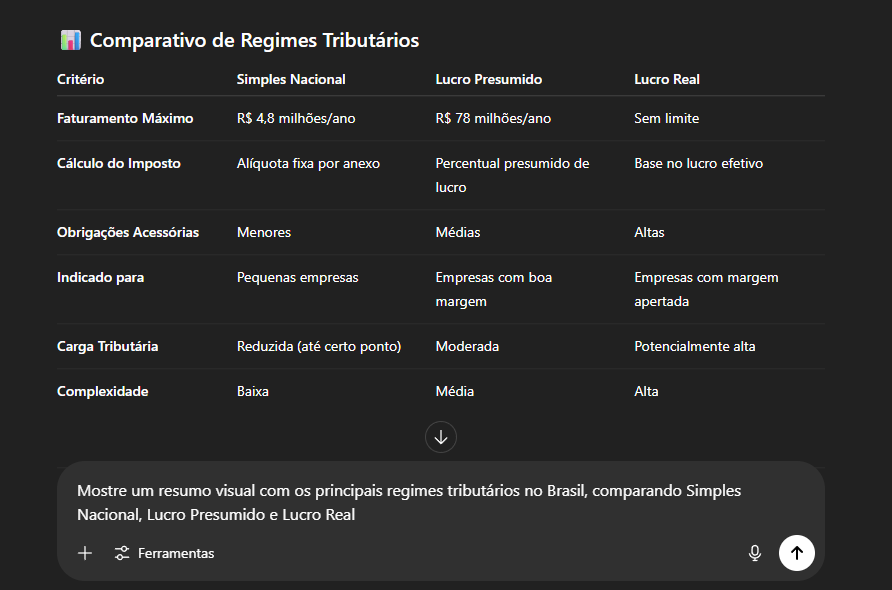 📊 Comparativo de Regimes Tributários
Critério Simples Nacional Lucro Presumido Lucro Real
Faturamento Máximo R$ 4,8 milhões/ano R$ 78 milhões/ano Sem limite
Cálculo do Imposto Alíquota fixa por anexo Percentual presumido de Base no lucro efetivo
lucro
Obrigações Acessórias Menores Médias Altas
Indicado para Pequenas empresas Empresas com boa Empresas com margem
margem apertada
Carga Tributária Reduzida (até certo ponto) Moderada Potencialmente alta
Complexidade Baixa Média Alta
Mostre um resumo visual com os principais regimes tributários no Brasil, comparando Simples
Nacional, Lucro Presumido e Lucro Real
Ferramentas